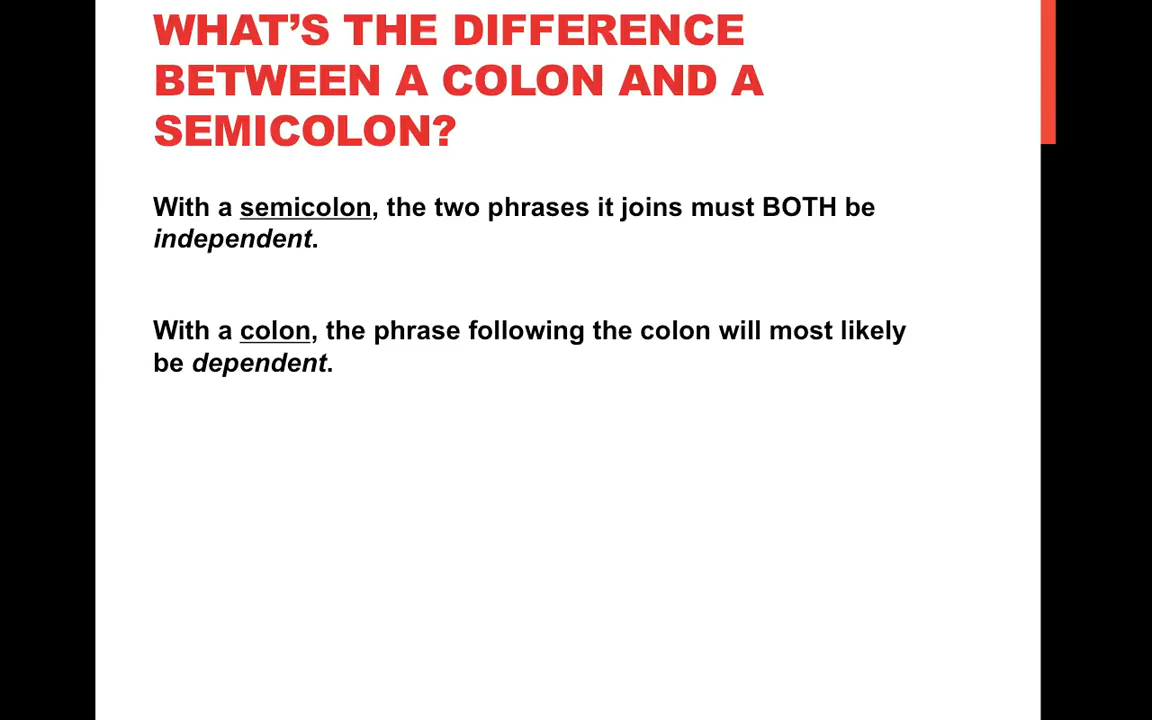 WHAT’S THE DIFFERENCE
BETWEEN A COLON AND A
SEMICOLON?
With a semicolon, the two phrases it joins must BOTH be
independent.
With a colon, the phrase following the colon will most likely
be dependent.